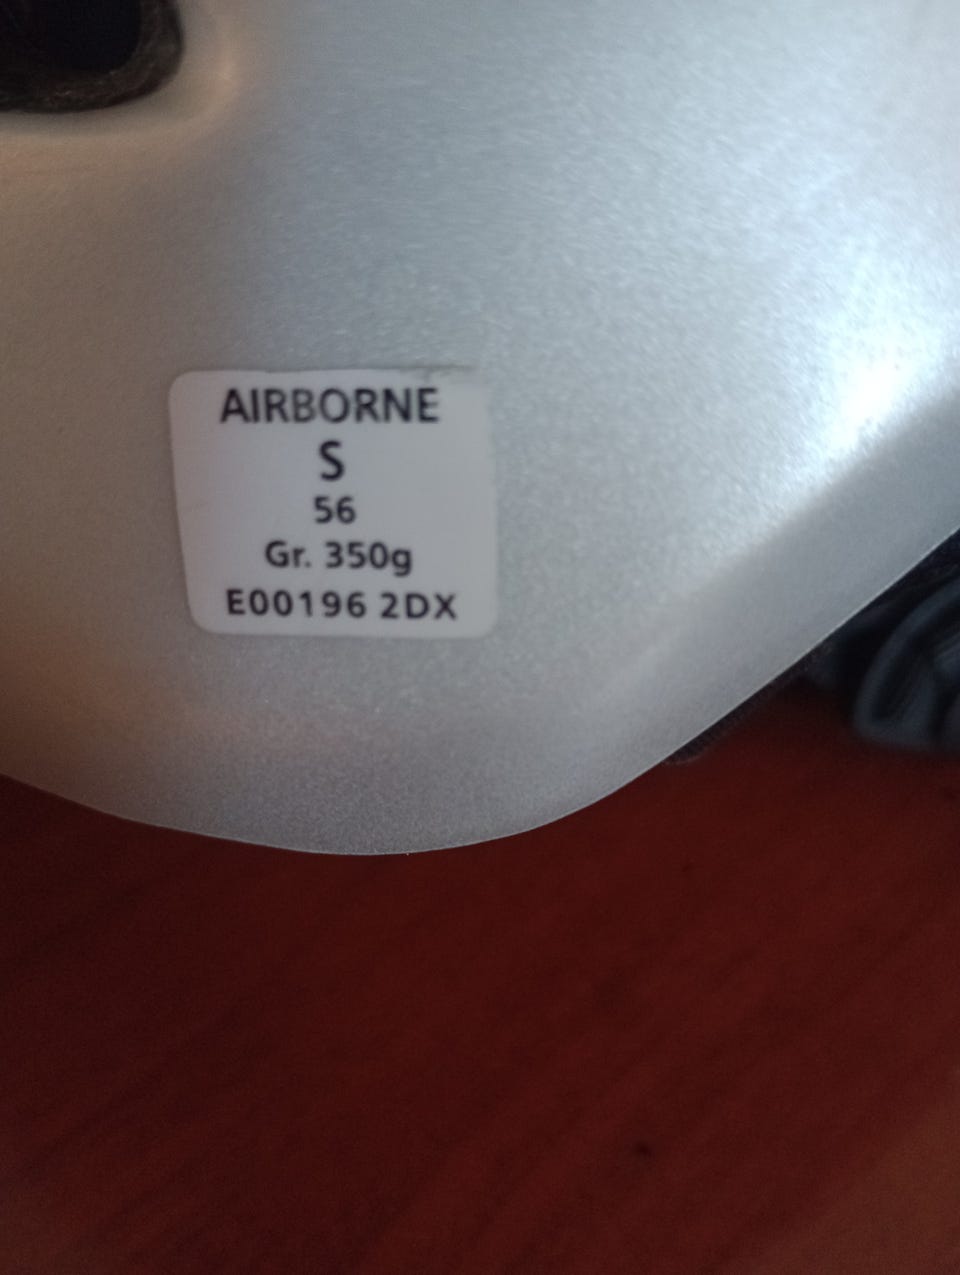 AIRBORNE
S
56
Gr. 350g
E00196 2DX